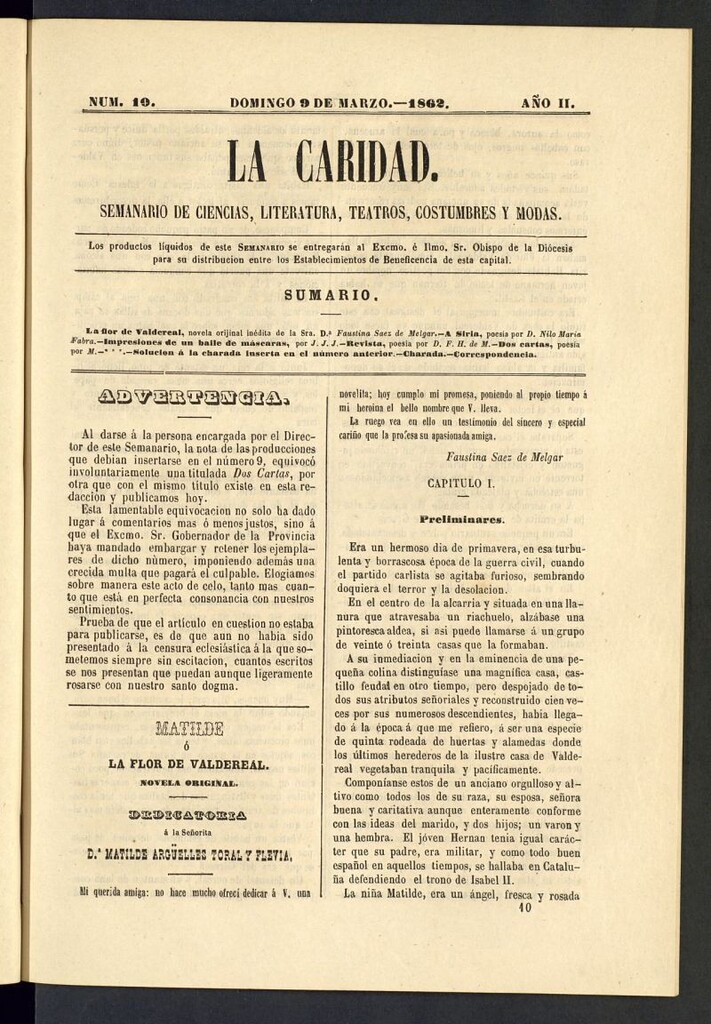 NUM. 10. DOMINGO 9 DE MARZO.—1862. AÑO II.
LA CARIDAD.
SEMANARIO DE CIENCIAS, LITERATURA, TEATROS, COSTUMBRES Y MODAS.
Los productos líquidos de este SEMANARIO se entregarán al Excmo. é Ilmo. Sr. Obispo de la Diócesis
para su distribucion entre los Establecimientos de Beneficencia de esta capital.
SUMARIO.
La flor de Valdereal, novela orijinal inédita de la Sra. D.ª Faustina Saez de Melgar.—A Siria, poesía por D. Nilo María
Fabra.—Impresiones de un baile de máscaras, por J. J. J.—Revista, poesía por D. F. H. de M.—Dos cartas, poesía
por M.—* * *.—Solucion á la charada inserta en el número anterior.—Charada.—Correspondencia.
ADVERTENCIA.
Al darse á la persona encargada por el Direc-
tor de este Semanario, la nota de las producciones
que debian insertarse en el número 9, equivocó
involuntariamente una titulada Dos Cartas, por
otra que con el mismo título existe en esta re-
daccion y publicamos hoy.
Esta lamentable equivocacion no solo ha dado
lugar á comentarios mas ó menos justos, sino á
que el Excmo. Sr. Gobernador de la Provincia
haya mandado embargar y retener los ejempla-
res de dicho número, imponiendo además una
crecida multa que pagará el culpable. Elogiamos
sobre manera este acto de celo, tanto mas cuan-
to que está en perfecta consonancia con nuestros
sentimientos.
Prueba de que el artículo en cuestion no estaba
para publicarse, es de que aun no habia sido
presentado á la censura eclesiástica á la que so-
metemos siempre sin escitacion, cuantos escritos
se nos presentan que puedan aunque ligeramente
rosarse con nuestro santo dogma.
MATILDE
ó
LA FLOR DE VALDEREAL.
NOVELA ORIGINAL.
DEDICATORIA
á la Señorita
D.ª MATILDE ARGÜELLES TORAL Y FLEVIA.
Mi querida amiga: no hace mucho ofrecí dedicar á V. una
novelita; hoy cumplo mi promesa, poniendo al propio tiempo á
mi heroina el bello nombre que V. lleva.
La ruego vea en ello un testimonio del sincero y especial
cariño que la profesa su apasionada amiga.
Faustina Saez de Melgar
CAPITULO I.
Preliminares.
Era un hermoso dia de primavera, en esa turbu-
lenta y borrascosa época de la guerra civil, cuando
el partido carlista se agitaba furioso, sembrando
doquiera el terror y la desolacion.
En el centro de la alcarria y situada en una lla-
nura que atravesaba un riachuelo, alzábase una
pintoresca aldea, si asi puede llamarse á un grupo
de veinte ó treinta casas que la formaban.
A su inmediacion y en la eminencia de una pe-
queña colina distinguíase una magnífica casa, cas-
tillo feudal en otro tiempo, pero despojado de to-
dos sus atributos señoriales y reconstruido cien ve-
ces por sus numerosos descendientes, habia llega-
do á la época á que me refiero, á ser una especie
de quinta rodeada de huertas y alamedas donde
los últimos herederos de la ilustre casa de Valde-
real vegetaban tranquila y pacíficamente.
Componíanse estos de un anciano orgulloso y al-
tivo como todos los de su raza, su esposa, señora
buena y caritativa aunque enteramente conforme
con las ideas del marido, y dos hijos; un varon y
una hembra. El jóven Hernan tenia igual carác-
ter que su padre, era militar, y como todo buen
español en aquellos tiempos, se hallaba en Catalu-
ña defendiendo el trono de Isabel II.
La niña Matilde, era un ángel, fresca y rosada
10